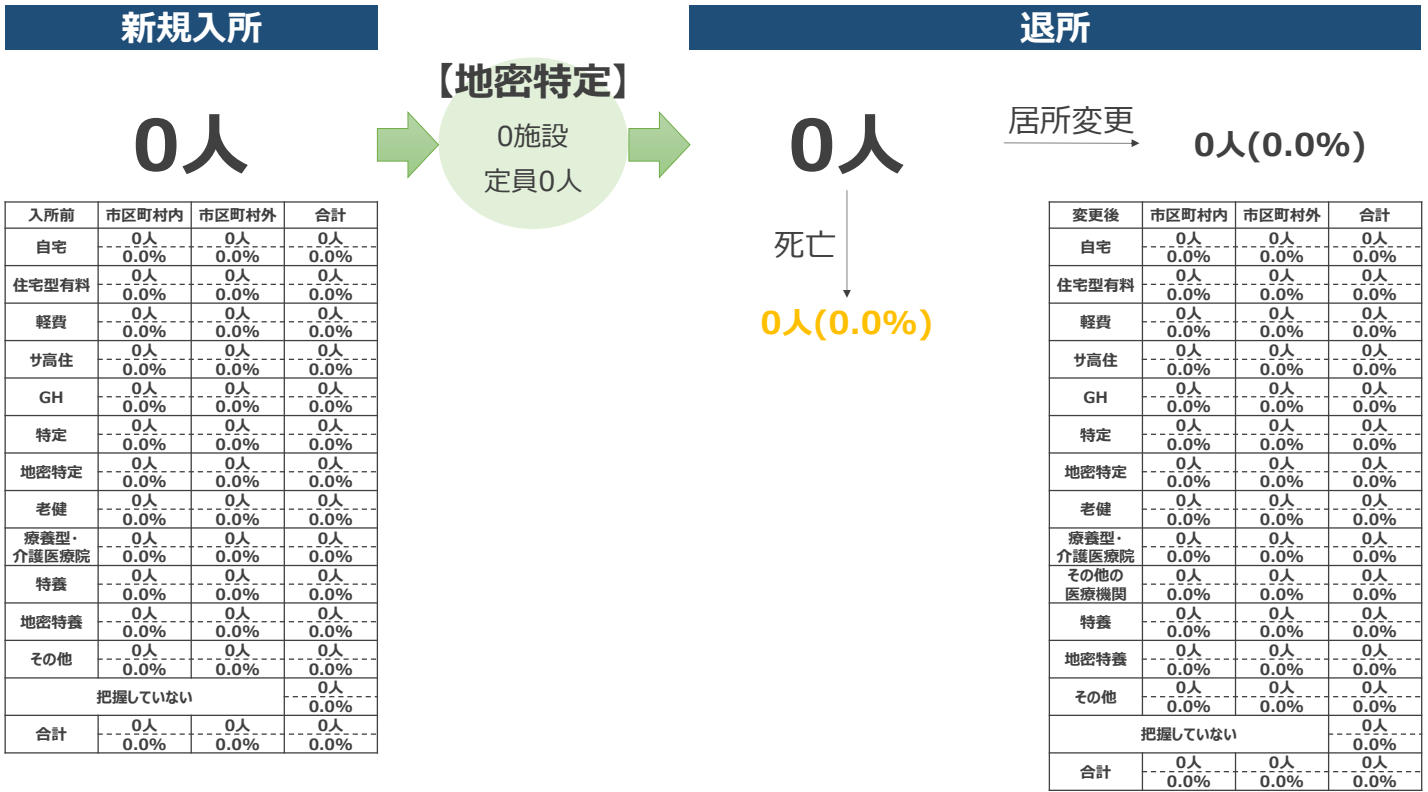 新規入所
退所
【地密特定】
0施設
定員0人
0人
0人
居所変更
0人(0.0%)
死亡
0人(0.0%)
入所前 市区町村内 市区町村外 合計
自宅 0人 0人 0人
0.0% 0.0% 0.0%
住宅型有料 0人 0人 0人
0.0% 0.0% 0.0%
軽費 0人 0人 0人
0.0% 0.0% 0.0%
サ高住 0人 0人 0人
0.0% 0.0% 0.0%
GH 0人 0人 0人
0.0% 0.0% 0.0%
特定 0人 0人 0人
0.0% 0.0% 0.0%
地密特定 0人 0人 0人
0.0% 0.0% 0.0%
老健 0人 0人 0人
0.0% 0.0% 0.0%
療養型・ 0人 0人 0人
介護医療院 0.0% 0.0% 0.0%
特養 0人 0人 0人
0.0% 0.0% 0.0%
地密特養 0人 0人 0人
0.0% 0.0% 0.0%
その他 0人 0人 0人
0.0% 0.0% 0.0%
把握していない 0人
0.0%
合計 0人 0人 0人
0.0% 0.0% 0.0%
変更後 市区町村内 市区町村外 合計
自宅 0人 0人 0人
0.0% 0.0% 0.0%
住宅型有料 0人 0人 0人
0.0% 0.0% 0.0%
軽費 0人 0人 0人
0.0% 0.0% 0.0%
サ高住 0人 0人 0人
0.0% 0.0% 0.0%
GH 0人 0人 0人
0.0% 0.0% 0.0%
特定 0人 0人 0人
0.0% 0.0% 0.0%
地密特定 0人 0人 0人
0.0% 0.0% 0.0%
老健 0人 0人 0人
0.0% 0.0% 0.0%
療養型・ 0人 0人 0人
介護医療院 0.0% 0.0% 0.0%
その他の 0人 0人 0人
医療機関 0.0% 0.0% 0.0%
特養 0人 0人 0人
0.0% 0.0% 0.0%
地密特養 0人 0人 0人
0.0% 0.0% 0.0%
その他 0人 0人 0人
0.0% 0.0% 0.0%
把握していない 0人
0.0%
合計 0人 0人 0人
0.0% 0.0% 0.0%